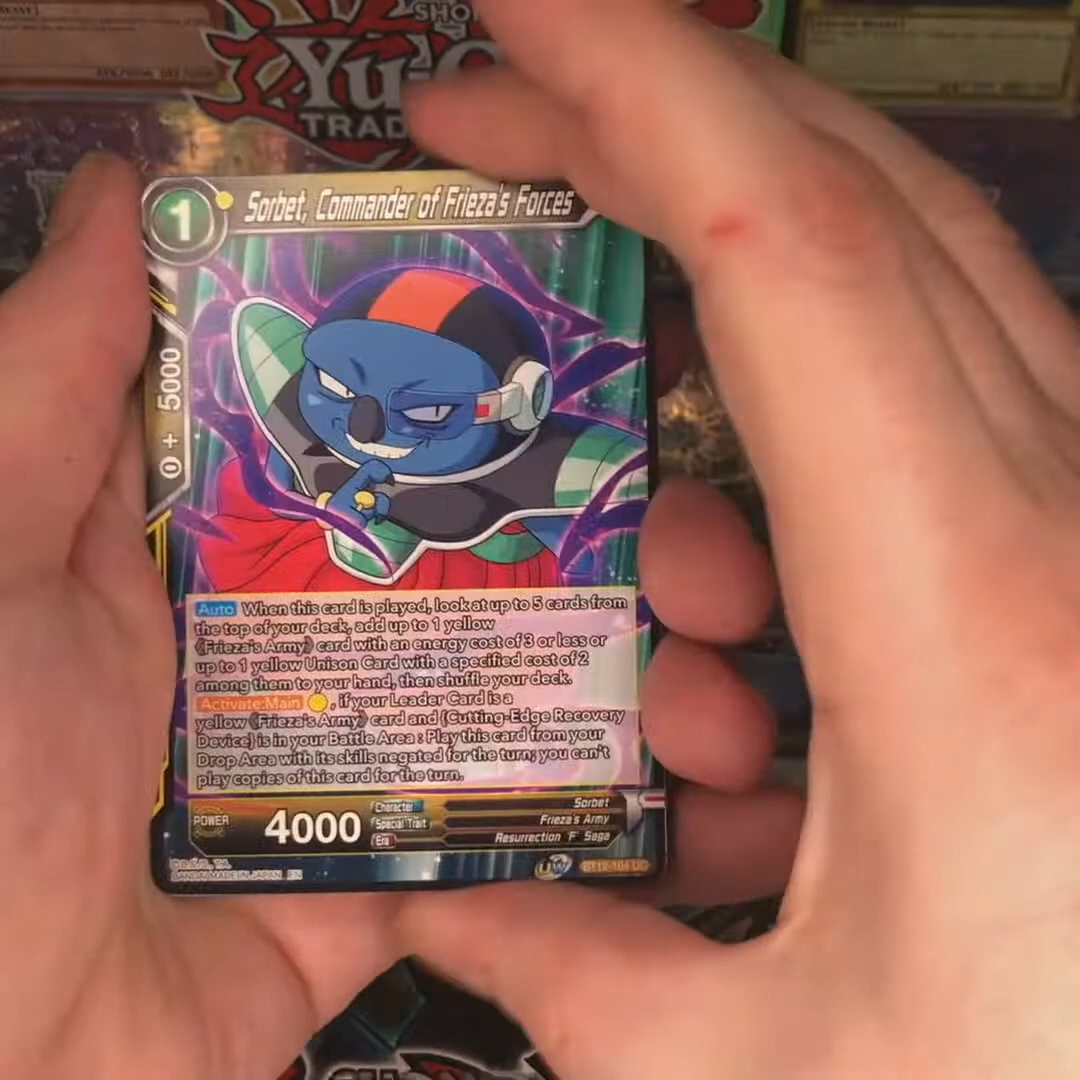 SHO
YU-G
TRAD
1
Sorbet, Commander of Frieza's Forces
0 + 5000
Auto When this card is played, look at up to 5 cards from
the top of your deck, add up to 1 yellow
《Frieza's Army》 card with an energy cost of 3 or less or
up to 1 yellow Unison Card with a specified cost of 2
among them to your hand, then shuffle your deck.
Activate:Main , if your Leader Card is a
yellow 《Frieza's Army》 card and {Cutting-Edge Recovery
Device} is in your Battle Area : Play this card from your
Drop Area with its skills negated for the turn; you can't
play copies of this card for the turn.
POWER 4000
Character Sorbet
Special Trait Frieza's Army
Era Resurrection 'F' Saga
BANDAI MADE IN JAPAN EN
UW